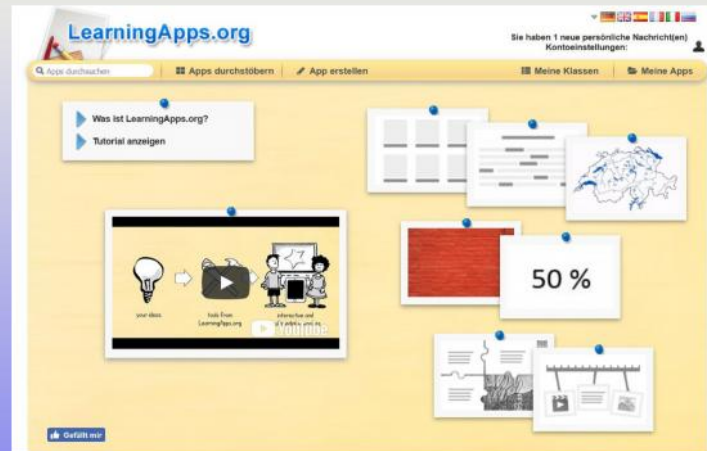 LearningApps.org
Sie haben 1 neue persönliche Nachricht(en)
Kontoeinstellungen:
Apps durchsuchen
Apps durchstöbern
App erstellen
Meine Klassen
Meine Apps
Was ist LearningApps.org?
Tutorial anzeigen
your ideas
tools from
LearningApps.org
interactive and
YouTube
50 %
Gefällt mir